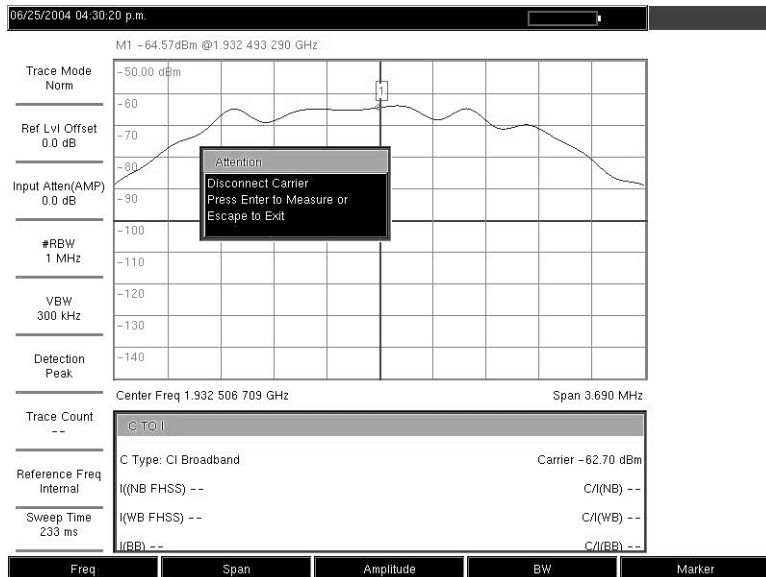 06/25/2004 04:30:20 p.m.
M1 -64.57dBm @1.932 493 290 GHz
Trace Mode
Norm
Ref Lvl Offset
0.0 dB
Input Atten(AMP)
0.0 dB
#RBW
1 MHz
VBW
300 kHz
Detection
Peak
Trace Count
--
Reference Freq
Internal
Sweep Time
233 ms
-50.00 dBm
-60
-70
-80
-90
-100
-110
-120
-130
-140
1
Attention
Disconnect Carrier
Press Enter to Measure or
Escape to Exit
Center Freq 1.932 506 709 GHz
Span 3.690 MHz
C TO I
C Type: CI Broadband
Carrier -62.70 dBm
I((NB FHSS) --
C/I(NB) --
I(WB FHSS) --
C/I(WB) --
I(BB) --
C/I(BB) --
Freq
Span
Amplitude
BW
Marker